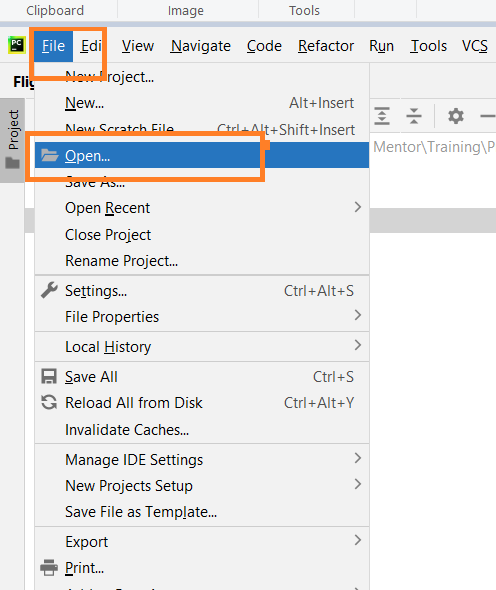 Clipboard Image Tools
PC File Edi View Navigate Code Refactor Run Tools VCS
Project
New Project...
New... Alt+Insert
New Scratch File Ctrl+Alt+Shift+Insert
Open... Mentor\Training\P
Save As...
Open Recent
Close Project
Rename Project...
Settings... Ctrl+Alt+S
File Properties
Local History
Save All Ctrl+S
Reload All from Disk Ctrl+Alt+Y
Invalidate Caches...
Manage IDE Settings
New Projects Setup
Save File as Template...
Export
Print...